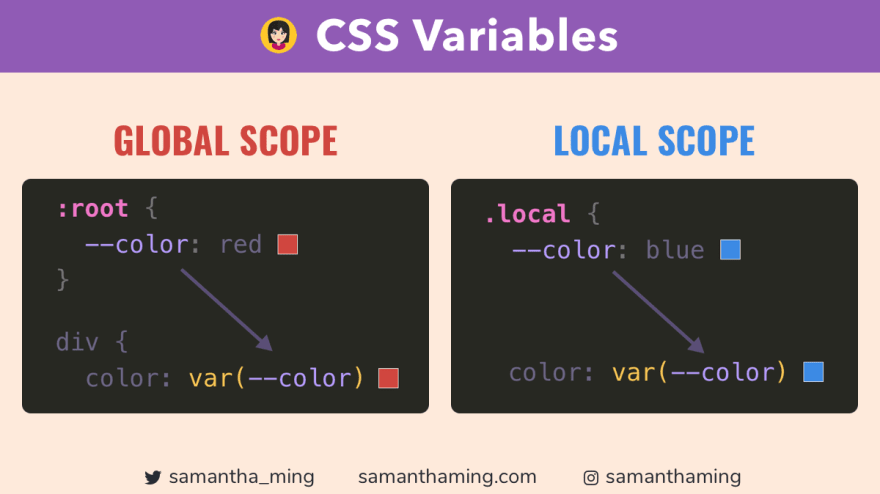 CSS Variables
GLOBAL SCOPE
:root {
--color: red
}
div {
color: var(--color)
LOCAL SCOPE
.local {
--color: blue
color: var(--color)
samantha_ming
samanthaming.com
samanthaming